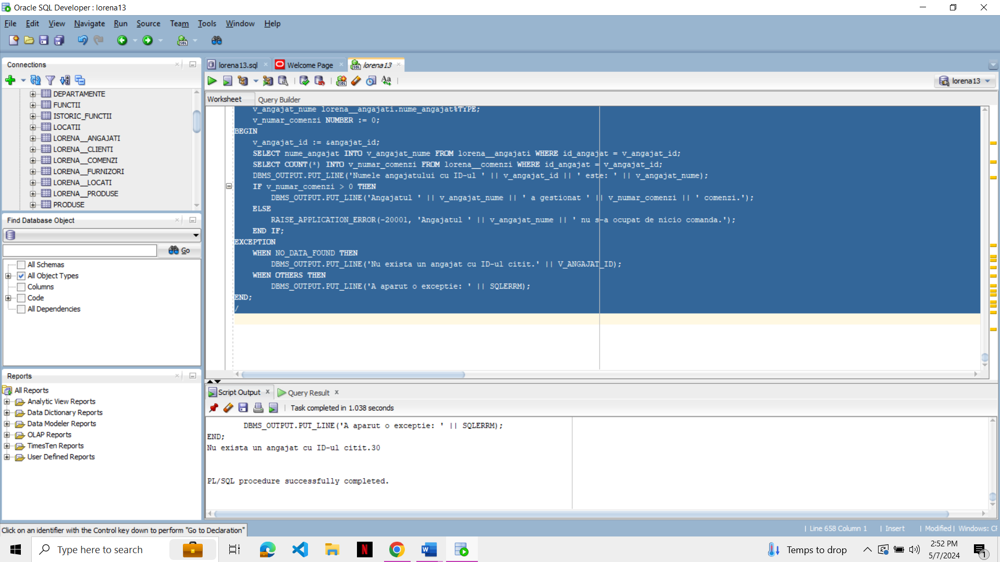 Oracle SQL Developer : lorena13
File Edit View Navigate Run Source Team Tools Window Help
Connections
DEPARTAMENTE
FUNCTII
ISTORIC_FUNCTII
LOCATII
LORENA__ANGAJATI
LORENA__CLIENTI
LORENA__COMENZI
LORENA__FURNIZORI
LORENA__LOCATI
LORENA__PRODUSE
PRODUSE
Find Database Object
Go
All Schemas
All Object Types
Columns
Code
All Dependencies
Reports
All Reports
Analytic View Reports
Data Dictionary Reports
Data Modeler Reports
OLAP Reports
TimesTen Reports
User Defined Reports
lorena13.sql Welcome Page lorena13
lorena13
Worksheet Query Builder
v_angajat_nume lorena__angajati.nume_angajat%TYPE;
v_numar_comenzi NUMBER := 0;
BEGIN
v_angajat_id := &angajat_id;
SELECT nume_angajat INTO v_angajat_nume FROM lorena__angajati WHERE id_angajat = v_angajat_id;
SELECT COUNT(*) INTO v_numar_comenzi FROM lorena__comenzi WHERE id_angajat = v_angajat_id;
DBMS_OUTPUT.PUT_LINE('Numele angajatului cu ID-ul ' || v_angajat_id || ' este: ' || v_angajat_nume);
IF v_numar_comenzi > 0 THEN
DBMS_OUTPUT.PUT_LINE('Angajatul ' || v_angajat_nume || ' a gestionat ' || v_numar_comenzi || ' comenzi.');
ELSE
RAISE_APPLICATION_ERROR(-20001, 'Angajatul ' || v_angajat_nume || ' nu s-a ocupat de nicio comanda.');
END IF;
EXCEPTION
WHEN NO_DATA_FOUND THEN
DBMS_OUTPUT.PUT_LINE('Nu exista un angajat cu ID-ul citit.' || V_ANGAJAT_ID);
WHEN OTHERS THEN
DBMS_OUTPUT.PUT_LINE('A aparut o exceptie: ' || SQLERRM);
END;
/
Script Output Query Result
Task completed in 1.038 seconds
DBMS_OUTPUT.PUT_LINE('A aparut o exceptie: ' || SQLERRM);
END;
Nu exista un angajat cu ID-ul citit.30
PL/SQL procedure successfully completed.
Click on an identifier with the Control key down to perform "Go to Declaration"
| Line 658 Column 1 | Insert | Modified | Windows: CF
Type here to search
Temps to drop
2:52 PM
5/7/2024
1